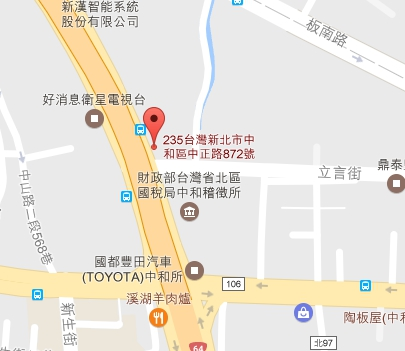 新漢智能系統
股份有限公司
板南路
好消息衛星電視台
235台灣新北市中
和區中正路872號
立言街
鼎泰
中山路二段568巷
財政部台灣省北區
國稅局中和稽徵所
國都豐田汽車
(TOYOTA)中和所
106
溪湖羊肉爐
新生街
生街
64
北97
陶板屋(中和